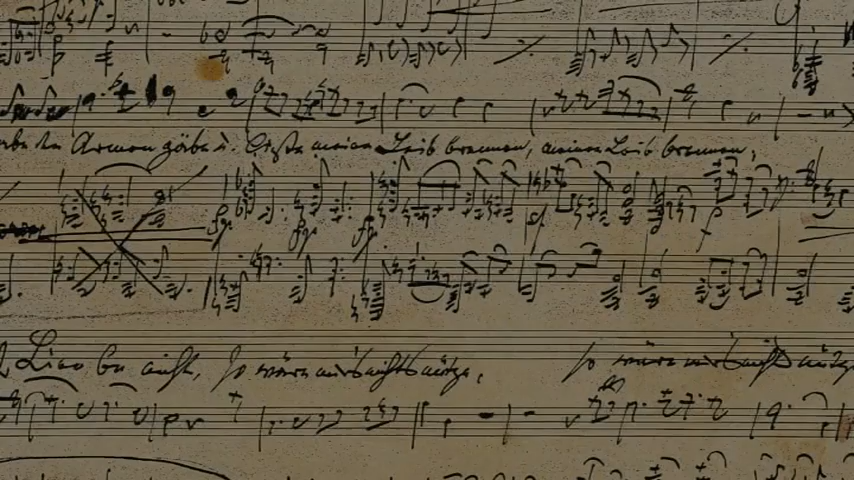 den Armen gäbe u. ließe meinen Leib brennen, meinen Leib brennen,
Liebe nicht, so wäre mir's nichts nütze, so wäre mir's nichts nütze